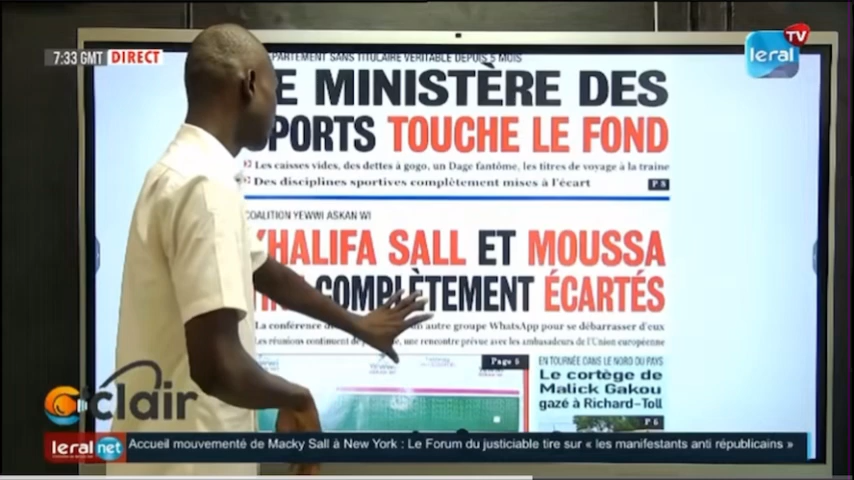 7:33 GMT DIRECT
leral TV
PARTEMENT SANS TITULAIRE VÉRITABLE DEPUIS 5 MOIS
E MINISTÈRE DES
PORTS TOUCHE LE FOND
Les caisses vides, des dettes à gogo, un Dage fantôme, les titres de voyage à la traine
Des disciplines sportives complètement mises à l'écart
P 8
COALITION YEWWI ASKAN WI
KHALIFA SALL ET MOUSSA
COMPLÈTEMENT ÉCARTÉS
La conférence un autre groupe WhatsApp pour se débarrasser d'eux
Les réunions continuent de une rencontre prévue avec les ambassadeurs de l'Union européenne
Page 5
EN TOURNÉE DANS LE NORD DU PAYS
Le cortège de
Malick Gakou
gazé à Richard-Toll
P 6
clair
leral net
Accueil mouvementé de Macky Sall à New York : Le Forum du justiciable tire sur « les manifestants anti républicains »